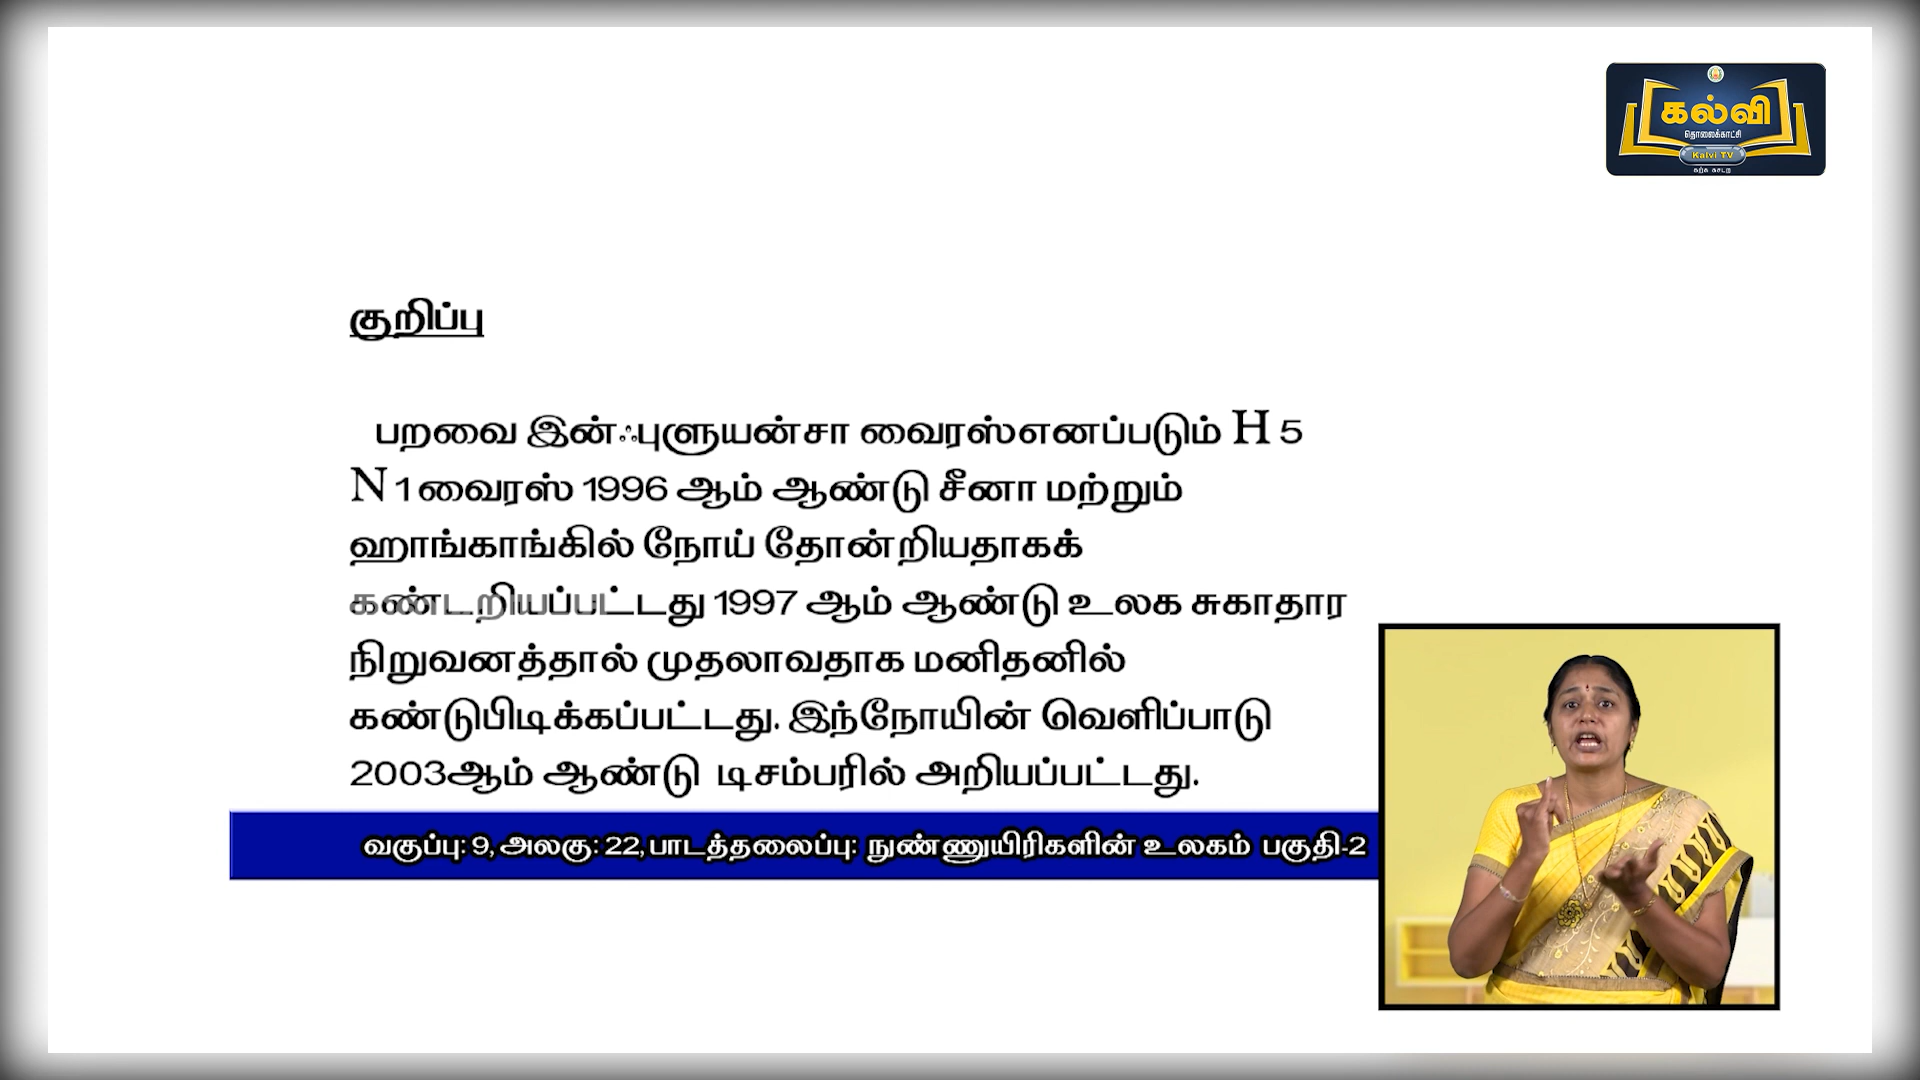 கல்வி
தொலைக்காட்சி
Kalvi TV
கற்க கசடற
குறிப்பு
பறவை இன்ஃபுளுயன்சா வைரஸ்எனப்படும் H 5
N 1 வைரஸ் 1996 ஆம் ஆண்டு சீனா மற்றும்
ஹாங்காங்கில் நோய் தோன்றியதாகக்
கண்டறியப்பட்டது 1997 ஆம் ஆண்டு உலக சுகாதார
நிறுவனத்தால் முதலாவதாக மனிதனில்
கண்டுபிடிக்கப்பட்டது. இந்நோயின் வெளிப்பாடு
2003ஆம் ஆண்டு டிசம்பரில் அறியப்பட்டது.
வகுப்பு: 9, அலகு: 22, பாடத்தலைப்பு: நுண்ணுயிரிகளின் உலகம் பகுதி-2